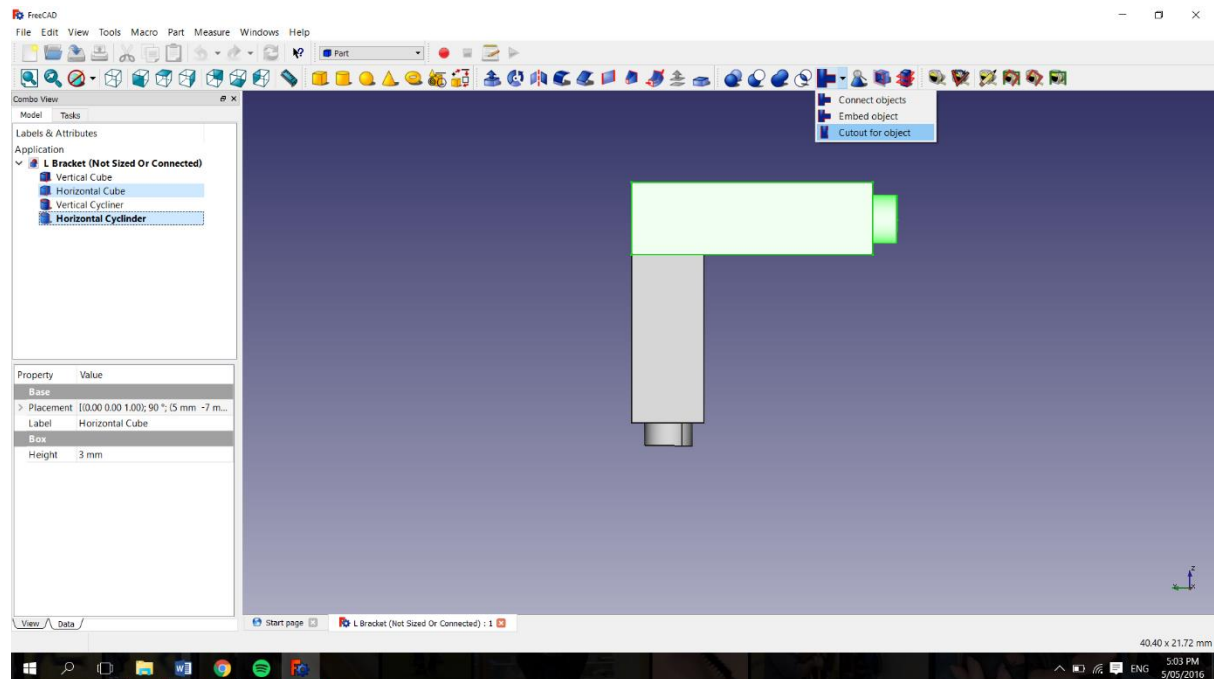 FreeCAD
File Edit View Tools Macro Part Measure Windows Help
Part
Combo View
Model Tasks
Labels & Attributes
Application
L Bracket (Not Sized Or Connected)
Vertical Cube
Horizontal Cube
Vertical Cycliner
Horizontal Cyclinder
Connect objects
Embed object
Cutout for object
Property Value
Base
Placement [(0.00 0.00 1.00); 90 °; (5 mm -7 m...
Label Horizontal Cube
Box
Height 3 mm
z
View Data
Start page
L Bracket (Not Sized Or Connected) : 1
40.40 x 21.72 mm
ENG
5:03 PM
5/05/2016